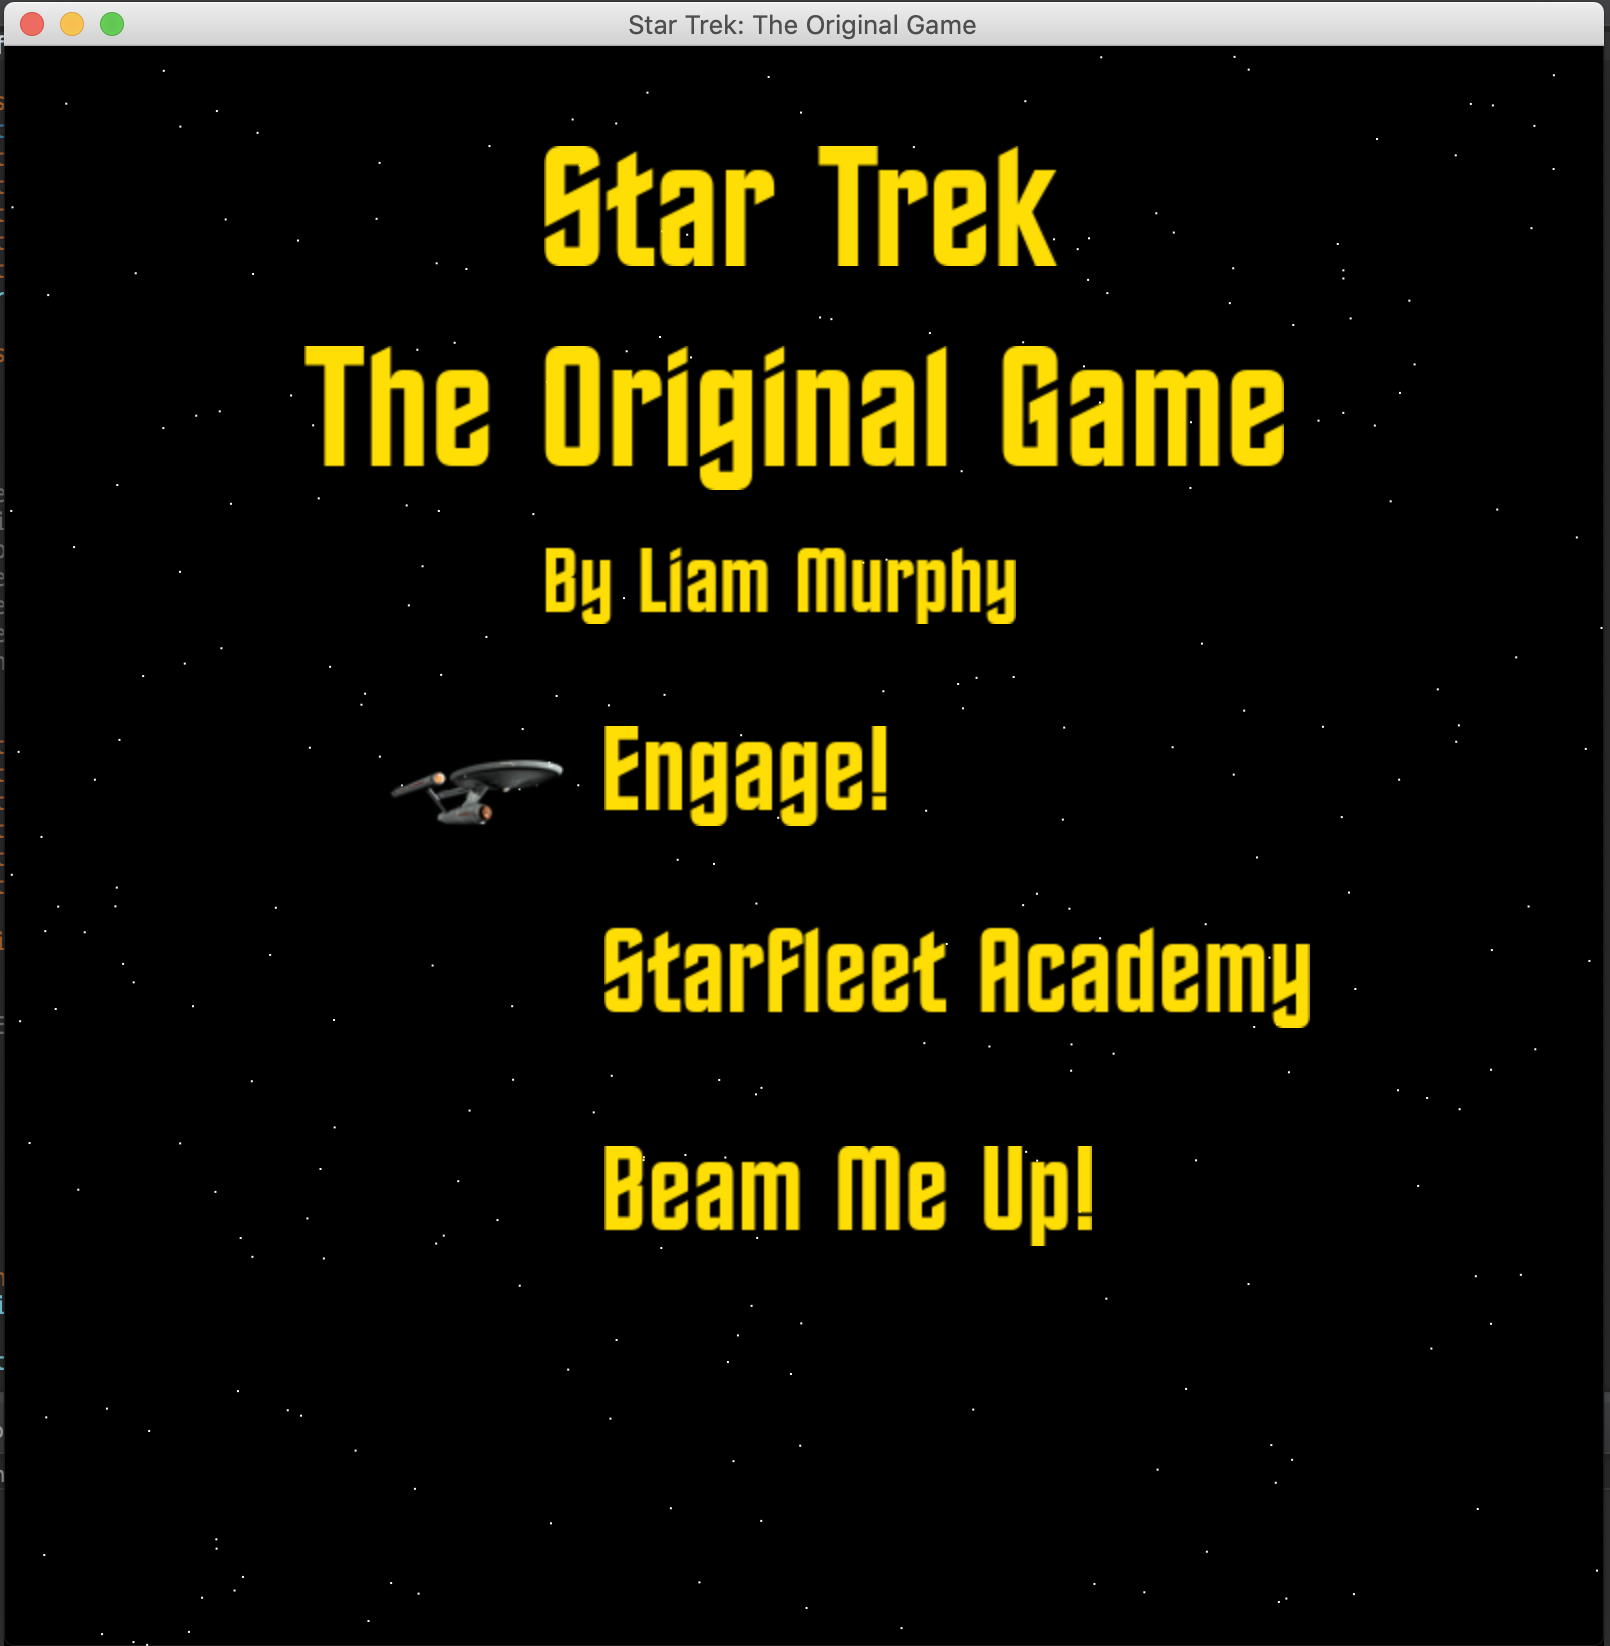 Star Trek: The Original Game
Star Trek
The Original Game
By Liam Murphy
Engage!
Starfleet Academy
Beam Me Up!